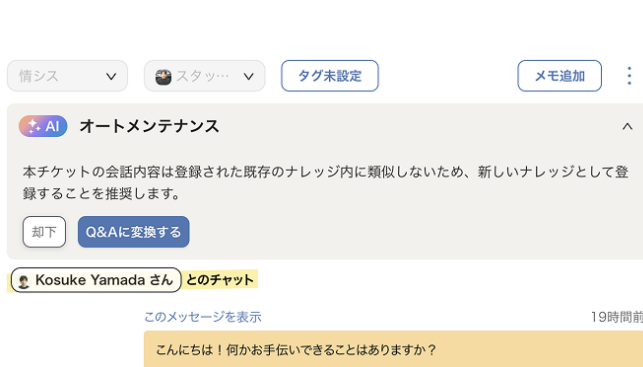 情シス
スタッ…
タグ未設定
メモ追加
AI オートメンテナンス
本チケットの会話内容は登録された既存のナレッジ内に類似しないため、新しいナレッジとして登
録することを推奨します。
却下
Q&Aに変換する
Kosuke Yamada さん とのチャット
このメッセージを表示
19時間前
こんにちは！何かお手伝いできることはありますか？